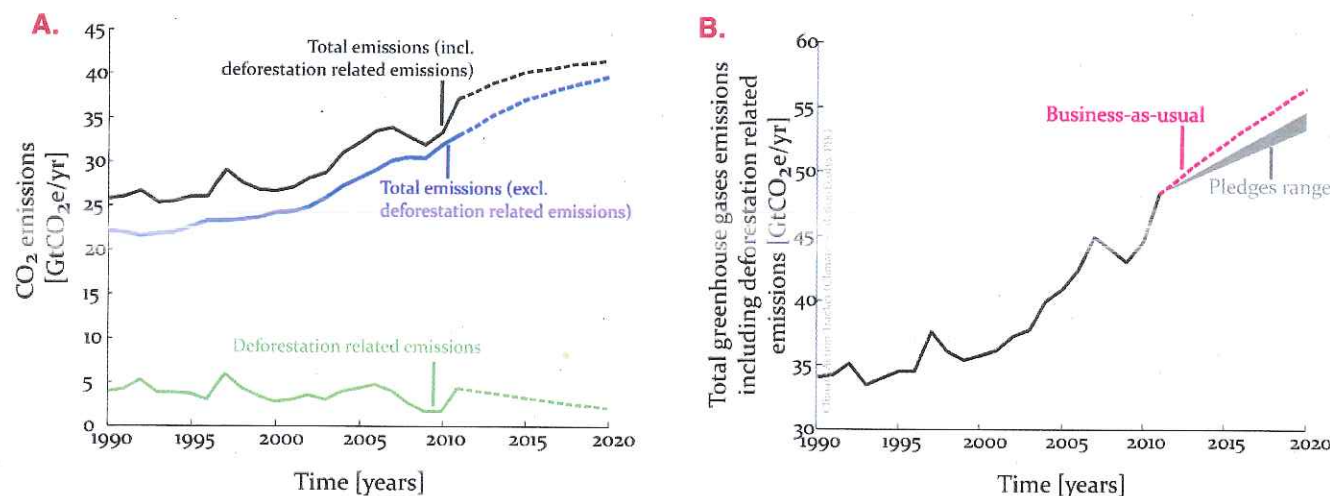 A.
45
40
35
30
25
20
15
10
5
0
CO₂ emissions
[GtCO₂e/yr]
Total emissions (incl.
deforestation related emissions)
Total emissions (excl.
deforestation related emissions)
Deforestation related emissions
1990 1995 2000 2005 2010 2015 2020
Time [years]
B.
60
55
150
45
40
35
30
Total greenhouse gases emissions
including deforestation related
emissions [GtCO₂e/yr]
Business-as-usual
Pledges range
1990 1995 2000 2005 2010 2015 2020
Time [years]